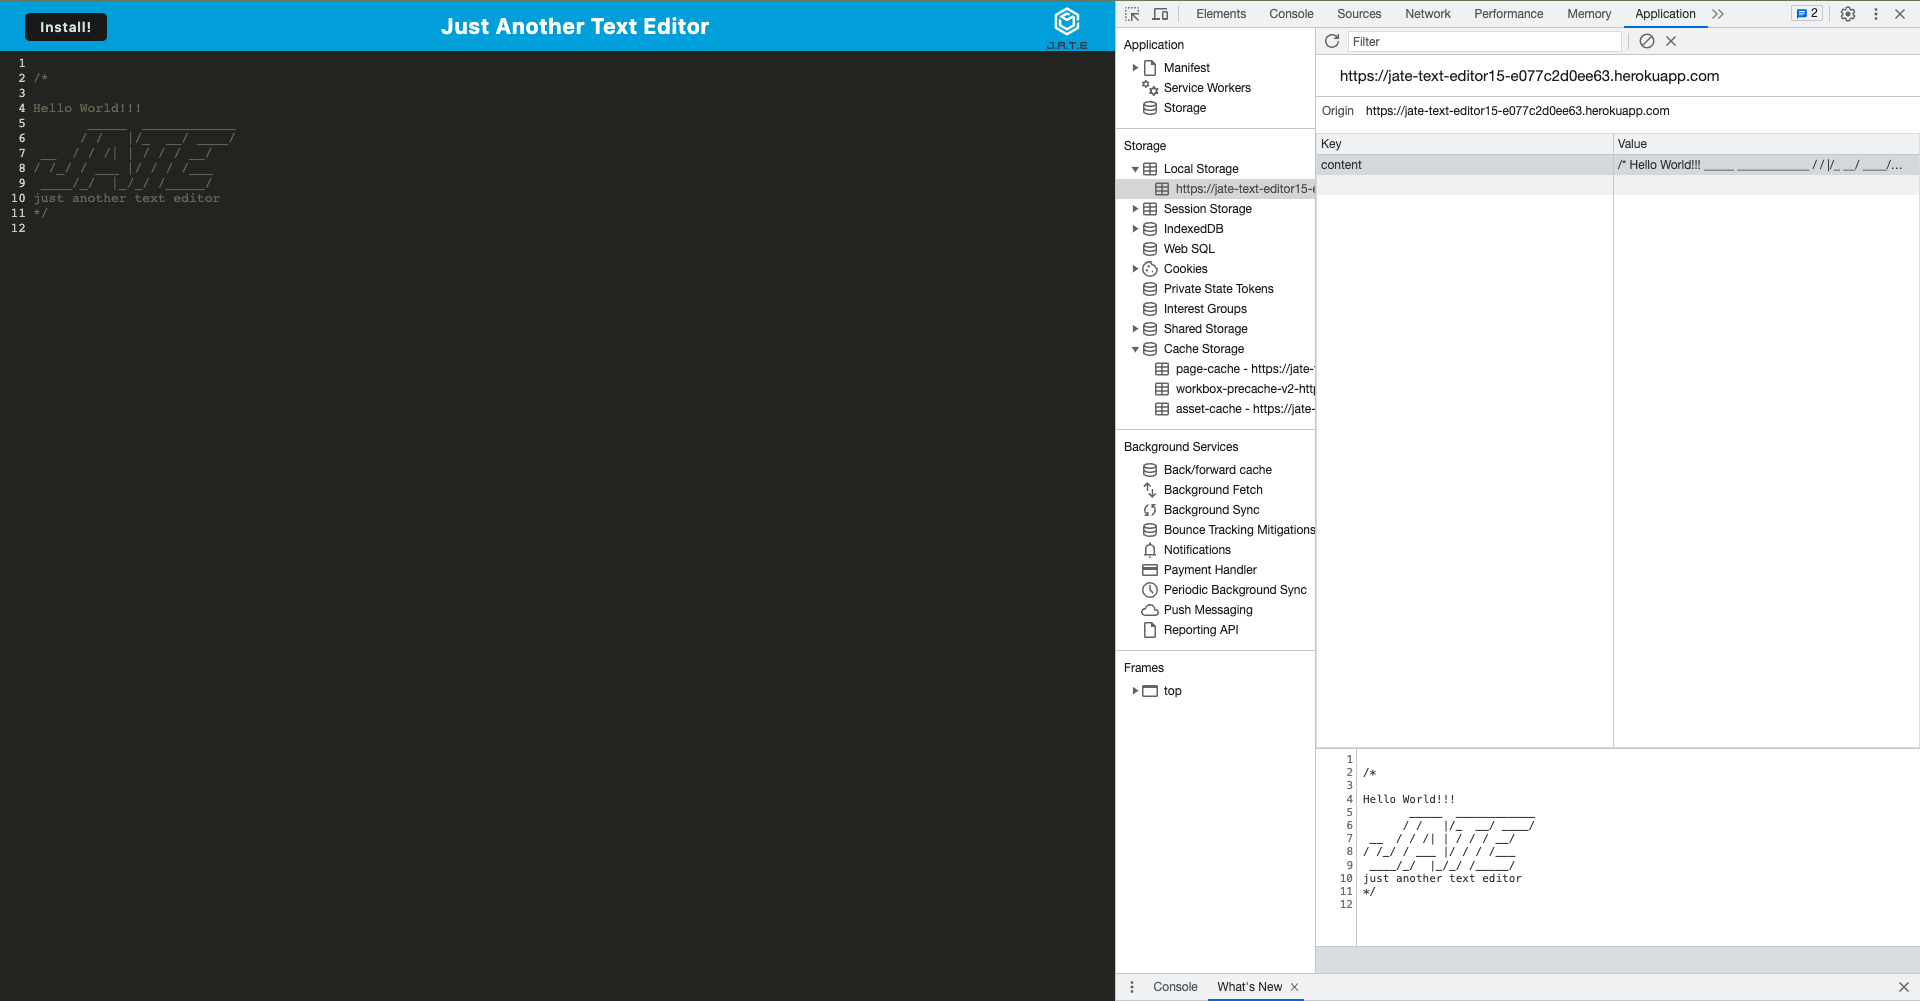 Install!
Just Another Text Editor
J.A.T.E
1
2 /*
3
4 Hello World!!!
5        _____  ______________
6       / /   |/_  __/ ____/
7  __  / / /| | / / / __/
8 / /_/ / ___ |/ / / /___
9  ____/_/  |_/_/ /_____/
10 just another text editor
11 */
12
Elements Console Sources Network Performance Memory Application 2
Application
Manifest
Service Workers
Storage
Storage
Local Storage
https://jate-text-editor15-e
Session Storage
IndexedDB
Web SQL
Cookies
Private State Tokens
Interest Groups
Shared Storage
Cache Storage
page-cache - https://jate-
workbox-precache-v2-http
asset-cache - https://jate-
Background Services
Back/forward cache
Background Fetch
Background Sync
Bounce Tracking Mitigations
Notifications
Payment Handler
Periodic Background Sync
Push Messaging
Reporting API
Frames
top
Filter
https://jate-text-editor15-e077c2d0ee63.herokuapp.com
Origin https://jate-text-editor15-e077c2d0ee63.herokuapp.com
Key Value
content /* Hello World!!! _____ ____________ / / |/_ __/ ____/…
1
2 /*
3
4 Hello World!!!
5        _____  ____________
6       / /   |/_  __/ ____/
7  __  / / /| | / / / __/
8 / /_/ / ___ |/ / / /___
9  ____/_/  |_/_/ /_____/
10 just another text editor
11 */
12
Console What's New